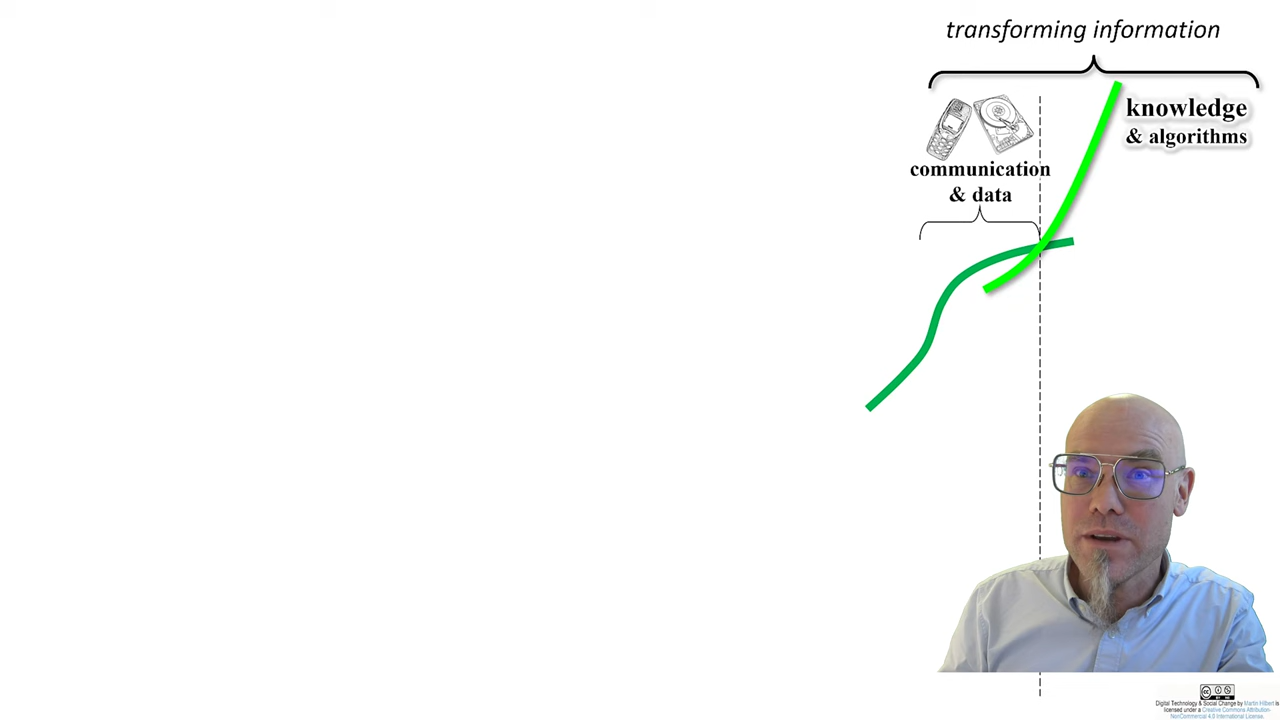 transforming information
knowledge
& algorithms
communication
& data
Digital Technology & Social Change by Martin Hilbert is
licensed under a Creative Commons Attribution-
NonCommercial 4.0 International License.